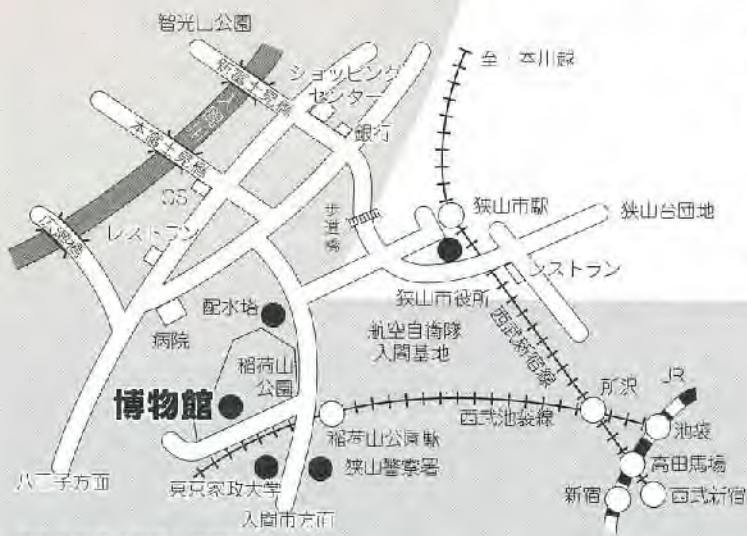 智光山公園
新富士見橋
ショッピング
センター
銀行
至 本川越
入間川
本富士見橋
GS
広瀬橋
レストラン
歩道橋
狭山市駅
狭山台団地
レストラン
狭山市役所
病院
配水塔
航空自衛隊
入間基地
西武新宿線
稲荷山
公園
博物館
所沢
JR
西武池袋線
池袋
稲荷山公園駅
高田馬場
狭山警察署
八王子方面
東京家政大学
新宿
西武新宿
入間市方面